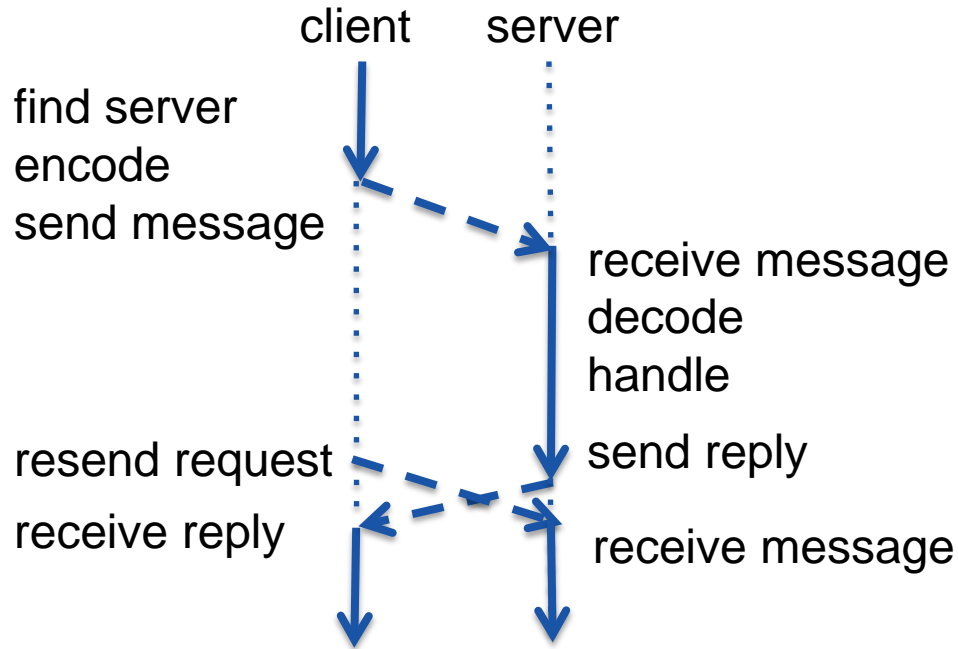 client server
find server
encode
send message
receive message
decode
handle
send reply
resend request
receive reply
receive message